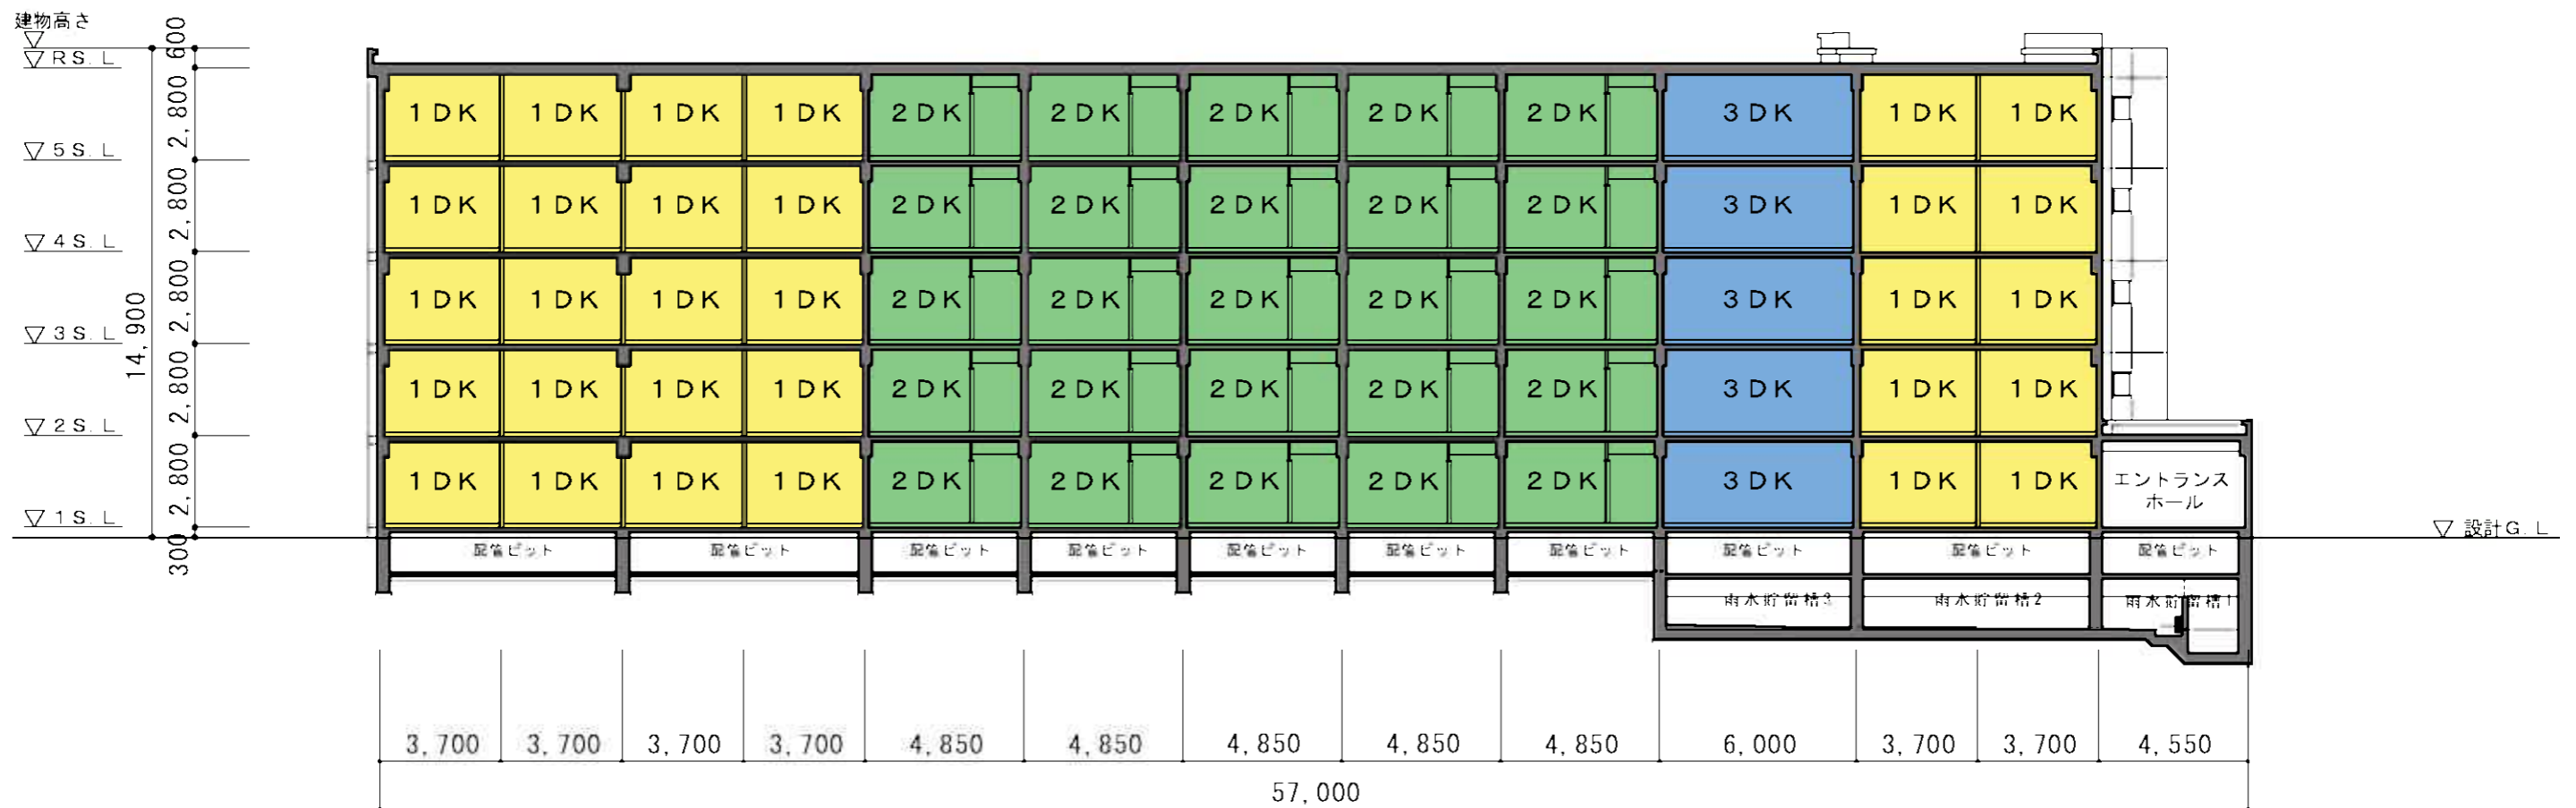 建物高さ
▽RS.L
600
1DK 1DK 1DK 1DK 2DK 2DK 2DK 2DK 2DK 3DK 1DK 1DK
2,800
▽5S.L
1DK 1DK 1DK 1DK 2DK 2DK 2DK 2DK 2DK 3DK 1DK 1DK
2,800
▽4S.L
1DK 1DK 1DK 1DK 2DK 2DK 2DK 2DK 2DK 3DK 1DK 1DK
2,800
14,900
▽3S.L
1DK 1DK 1DK 1DK 2DK 2DK 2DK 2DK 2DK 3DK 1DK 1DK
2,800
▽2S.L
1DK 1DK 1DK 1DK 2DK 2DK 2DK 2DK 2DK 3DK 1DK 1DK
エントランス
ホール
2,800
▽1S.L
▽設計G.L
300
配管ピット 配管ピット 配管ピット 配管ピット 配管ピット 配管ピット 配管ピット 配管ピット 配管ピット 配管ピット
雨水貯留槽3 雨水貯留槽2 雨水貯留槽1
3,700 3,700 3,700 3,700 4,850 4,850 4,850 4,850 4,850 6,000 3,700 3,700 4,550
57,000